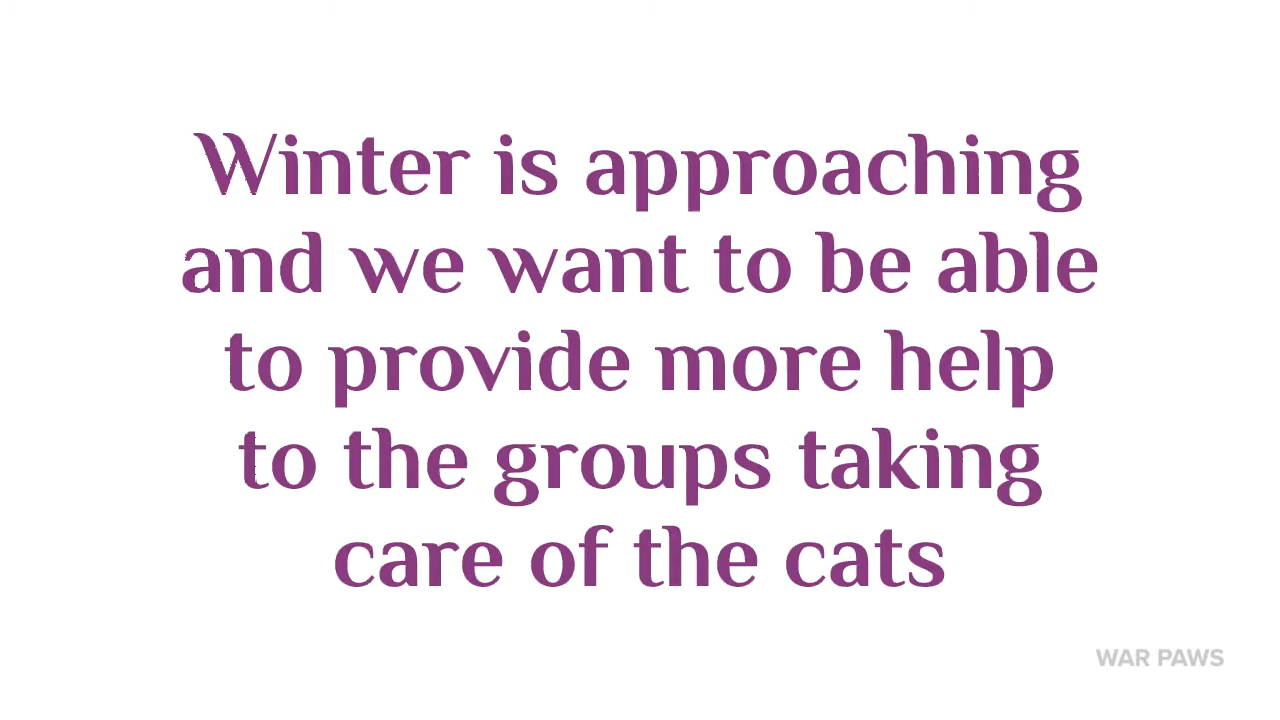 Winter is approaching
and we want to be able
to provide more help
to the groups taking
care of the cats
WAR PAWS